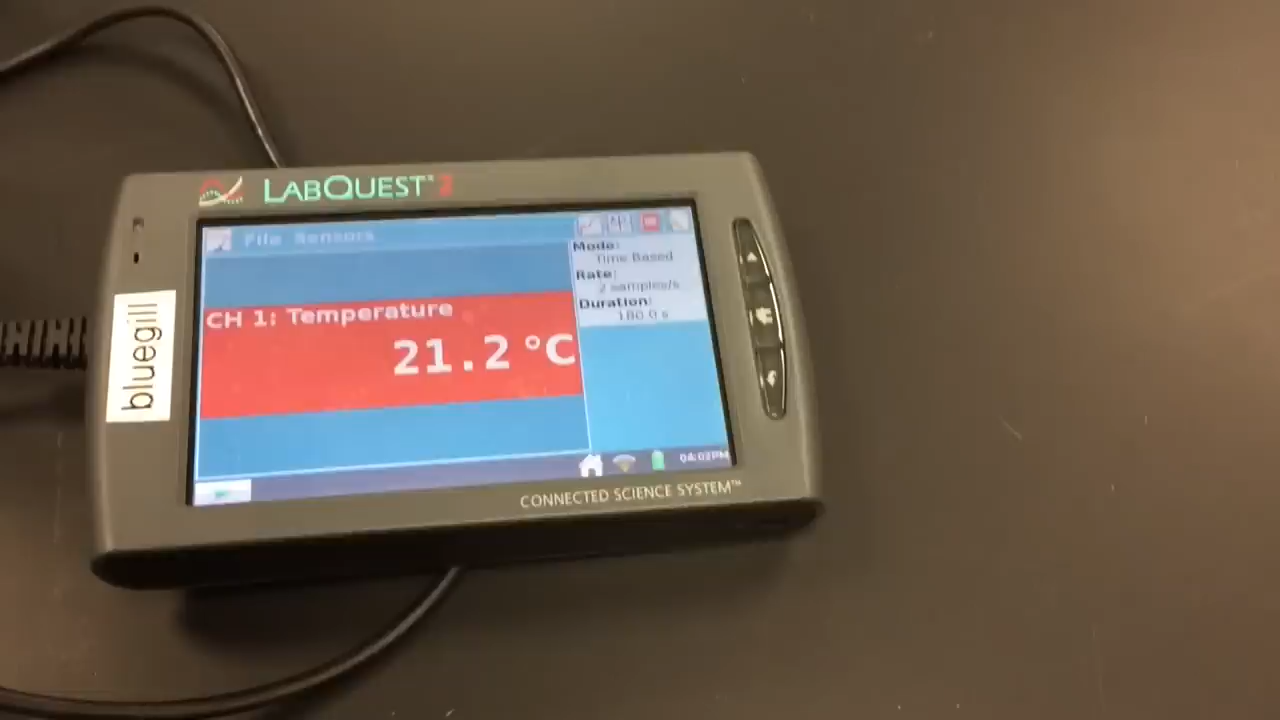 LABQUEST™ 2
File Sensors
Mode:
Time Based
Rate:
2 samples/s
Duration:
180.0 s
CH 1: Temperature
21.2 °C
04:02PM
CONNECTED SCIENCE SYSTEM™
bluegill